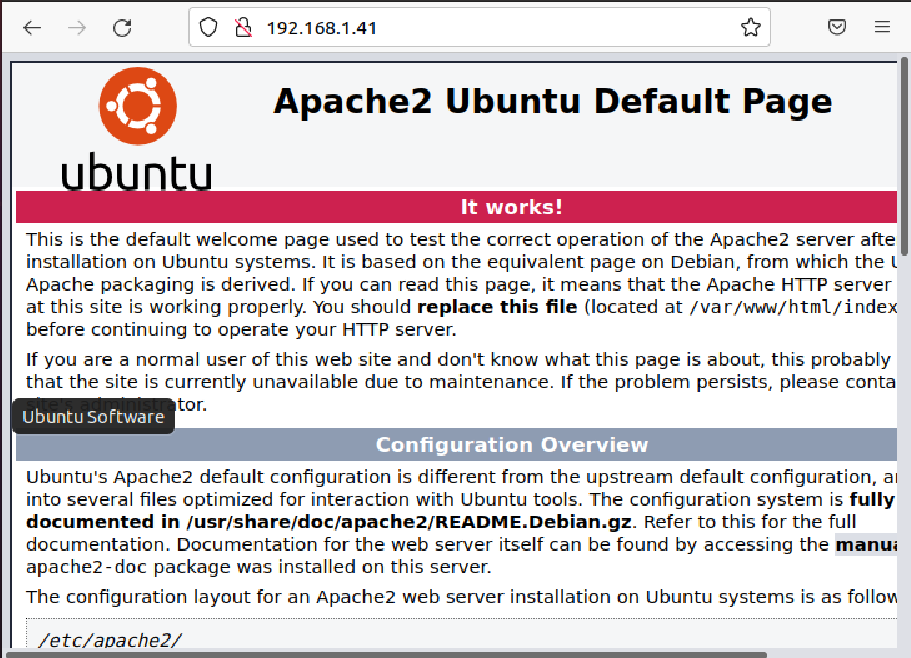 192.168.1.41
Apache2 Ubuntu Default Page
ubuntu
It works!
This is the default welcome page used to test the correct operation of the Apache2 server afte
installation on Ubuntu systems. It is based on the equivalent page on Debian, from which the
Apache packaging is derived. If you can read this page, it means that the Apache HTTP server
at this site is working properly. You should replace this file (located at /var/www/html/index
before continuing to operate your HTTP server.
If you are a normal user of this web site and don't know what this page is about, this probably
that the site is currently unavailable due to maintenance. If the problem persists, please conta
site's administrator.
Ubuntu Software
Configuration Overview
Ubuntu's Apache2 default configuration is different from the upstream default configuration, a
into several files optimized for interaction with Ubuntu tools. The configuration system is fully
documented in /usr/share/doc/apache2/README.Debian.gz. Refer to this for the full
documentation. Documentation for the web server itself can be found by accessing the manua
apache2-doc package was installed on this server.
The configuration layout for an Apache2 web server installation on Ubuntu systems is as follow
/etc/apache2/